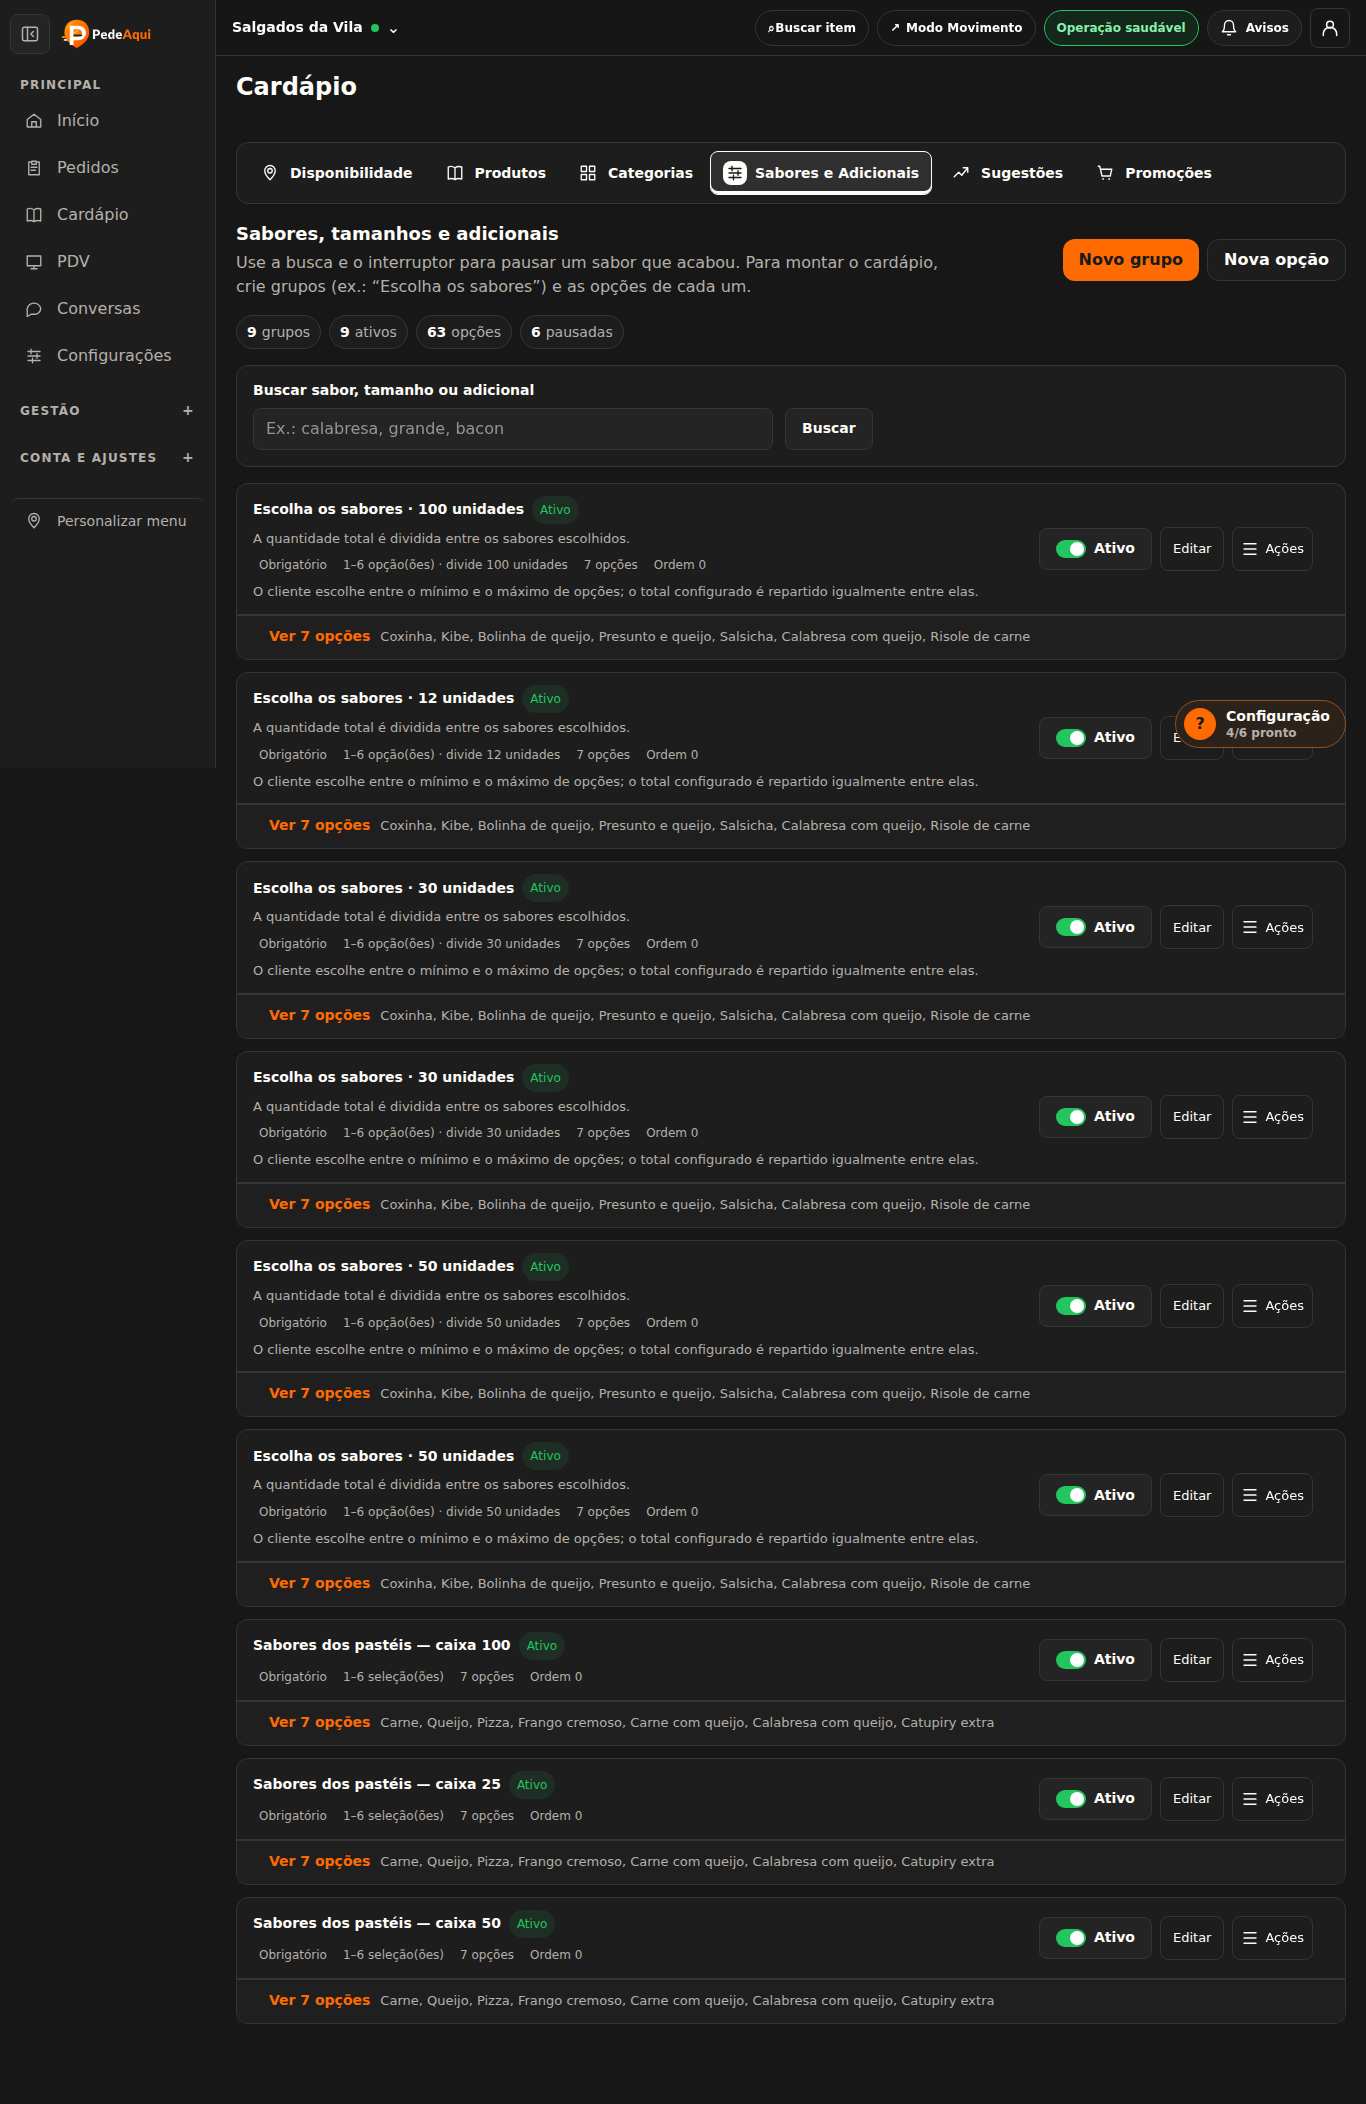 PedeAqui
PRINCIPAL
Início
Pedidos
Cardápio
PDV
Conversas
Configurações
GESTÃO +
CONTA E AJUSTES +
Personalizar menu
Salgados da Vila
Buscar item
Modo Movimento
Operação saudável
Avisos
Cardápio
Disponibilidade
Produtos
Categorias
Sabores e Adicionais
Sugestões
Promoções
Sabores, tamanhos e adicionais
Use a busca e o interruptor para pausar um sabor que acabou. Para montar o cardápio,
crie grupos (ex.: “Escolha os sabores”) e as opções de cada um.
Novo grupo
Nova opção
9 grupos
9 ativos
63 opções
6 pausadas
Buscar sabor, tamanho ou adicional
Ex.: calabresa, grande, bacon
Buscar
Escolha os sabores · 100 unidades Ativo
A quantidade total é dividida entre os sabores escolhidos.
Obrigatório 1–6 opção(ões) · divide 100 unidades 7 opções Ordem 0
O cliente escolhe entre o mínimo e o máximo de opções; o total configurado é repartido igualmente entre elas.
Ativo Editar Ações
Ver 7 opções Coxinha, Kibe, Bolinha de queijo, Presunto e queijo, Salsicha, Calabresa com queijo, Risole de carne
Escolha os sabores · 12 unidades Ativo
A quantidade total é dividida entre os sabores escolhidos.
Obrigatório 1–6 opção(ões) · divide 12 unidades 7 opções Ordem 0
O cliente escolhe entre o mínimo e o máximo de opções; o total configurado é repartido igualmente entre elas.
Ativo
? Configuração
4/6 pronto
Ver 7 opções Coxinha, Kibe, Bolinha de queijo, Presunto e queijo, Salsicha, Calabresa com queijo, Risole de carne
Escolha os sabores · 30 unidades Ativo
A quantidade total é dividida entre os sabores escolhidos.
Obrigatório 1–6 opção(ões) · divide 30 unidades 7 opções Ordem 0
O cliente escolhe entre o mínimo e o máximo de opções; o total configurado é repartido igualmente entre elas.
Ativo Editar Ações
Ver 7 opções Coxinha, Kibe, Bolinha de queijo, Presunto e queijo, Salsicha, Calabresa com queijo, Risole de carne
Escolha os sabores · 30 unidades Ativo
A quantidade total é dividida entre os sabores escolhidos.
Obrigatório 1–6 opção(ões) · divide 30 unidades 7 opções Ordem 0
O cliente escolhe entre o mínimo e o máximo de opções; o total configurado é repartido igualmente entre elas.
Ativo Editar Ações
Ver 7 opções Coxinha, Kibe, Bolinha de queijo, Presunto e queijo, Salsicha, Calabresa com queijo, Risole de carne
Escolha os sabores · 50 unidades Ativo
A quantidade total é dividida entre os sabores escolhidos.
Obrigatório 1–6 opção(ões) · divide 50 unidades 7 opções Ordem 0
O cliente escolhe entre o mínimo e o máximo de opções; o total configurado é repartido igualmente entre elas.
Ativo Editar Ações
Ver 7 opções Coxinha, Kibe, Bolinha de queijo, Presunto e queijo, Salsicha, Calabresa com queijo, Risole de carne
Escolha os sabores · 50 unidades Ativo
A quantidade total é dividida entre os sabores escolhidos.
Obrigatório 1–6 opção(ões) · divide 50 unidades 7 opções Ordem 0
O cliente escolhe entre o mínimo e o máximo de opções; o total configurado é repartido igualmente entre elas.
Ativo Editar Ações
Ver 7 opções Coxinha, Kibe, Bolinha de queijo, Presunto e queijo, Salsicha, Calabresa com queijo, Risole de carne
Sabores dos pastéis — caixa 100 Ativo
Obrigatório 1–6 seleção(ões) 7 opções Ordem 0
Ativo Editar Ações
Ver 7 opções Carne, Queijo, Pizza, Frango cremoso, Carne com queijo, Calabresa com queijo, Catupiry extra
Sabores dos pastéis — caixa 25 Ativo
Obrigatório 1–6 seleção(ões) 7 opções Ordem 0
Ativo Editar Ações
Ver 7 opções Carne, Queijo, Pizza, Frango cremoso, Carne com queijo, Calabresa com queijo, Catupiry extra
Sabores dos pastéis — caixa 50 Ativo
Obrigatório 1–6 seleção(ões) 7 opções Ordem 0
Ativo Editar Ações
Ver 7 opções Carne, Queijo, Pizza, Frango cremoso, Carne com queijo, Calabresa com queijo, Catupiry extra